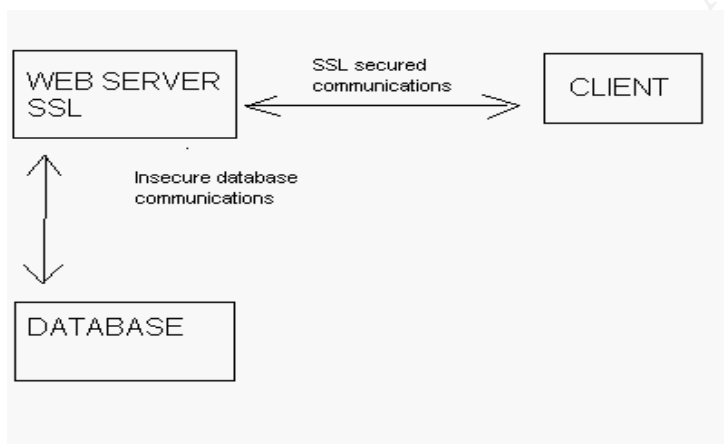 WEB SERVER
SSL
SSL secured
communications
CLIENT
Insecure database
communications
DATABASE